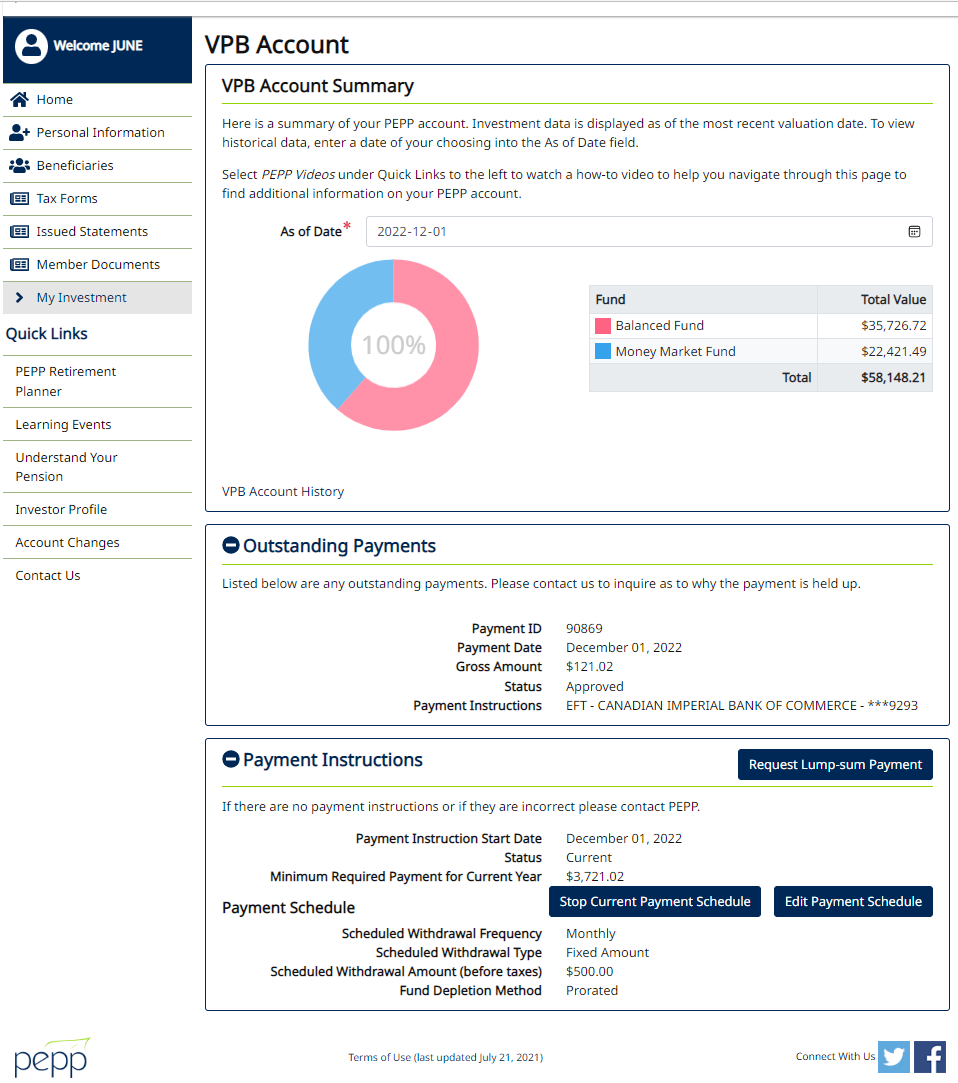 Welcome JUNE
Home
Personal Information
Beneficiaries
Tax Forms
Issued Statements
Member Documents
My Investment
Quick Links
PEPP Retirement
Planner
Learning Events
Understand Your
Pension
Investor Profile
Account Changes
Contact Us
VPB Account
VPB Account Summary
Here is a summary of your PEPP account. Investment data is displayed as of the most recent valuation date. To view
historical data, enter a date of your choosing into the As of Date field.
Select PEPP Videos under Quick Links to the left to watch a how-to video to help you navigate through this page to
find additional information on your PEPP account.
As of Date* 2022-12-01
100%
Fund Total Value
Balanced Fund $35,726.72
Money Market Fund $22,421.49
Total $58,148.21
VPB Account History
Outstanding Payments
Listed below are any outstanding payments. Please contact us to inquire as to why the payment is held up.
Payment ID 90869
Payment Date December 01, 2022
Gross Amount $121.02
Status Approved
Payment Instructions EFT - CANADIAN IMPERIAL BANK OF COMMERCE - ***9293
Payment Instructions
Request Lump-sum Payment
If there are no payment instructions or if they are incorrect please contact PEPP.
Payment Instruction Start Date December 01, 2022
Status Current
Minimum Required Payment for Current Year $3,721.02
Payment Schedule Stop Current Payment Schedule Edit Payment Schedule
Scheduled Withdrawal Frequency Monthly
Scheduled Withdrawal Type Fixed Amount
Scheduled Withdrawal Amount (before taxes) $500.00
Fund Depletion Method Prorated
pepp
Terms of Use (last updated July 21, 2021)
Connect With Us